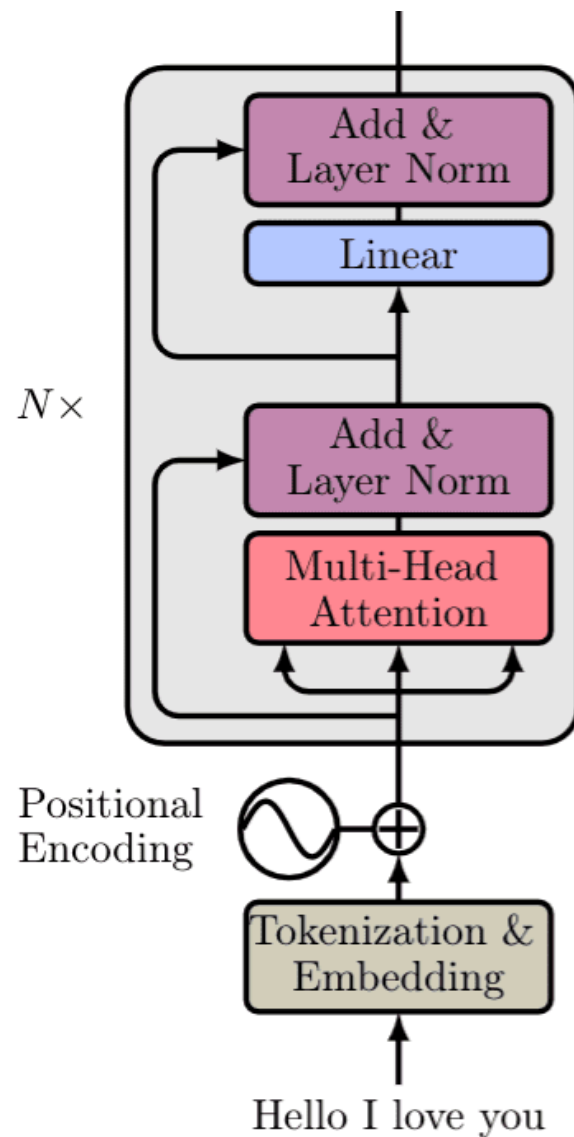 Add &
Layer Norm
Linear
N×
Add &
Layer Norm
Multi-Head
Attention
Positional
Encoding
Tokenization &
Embedding
Hello I love you